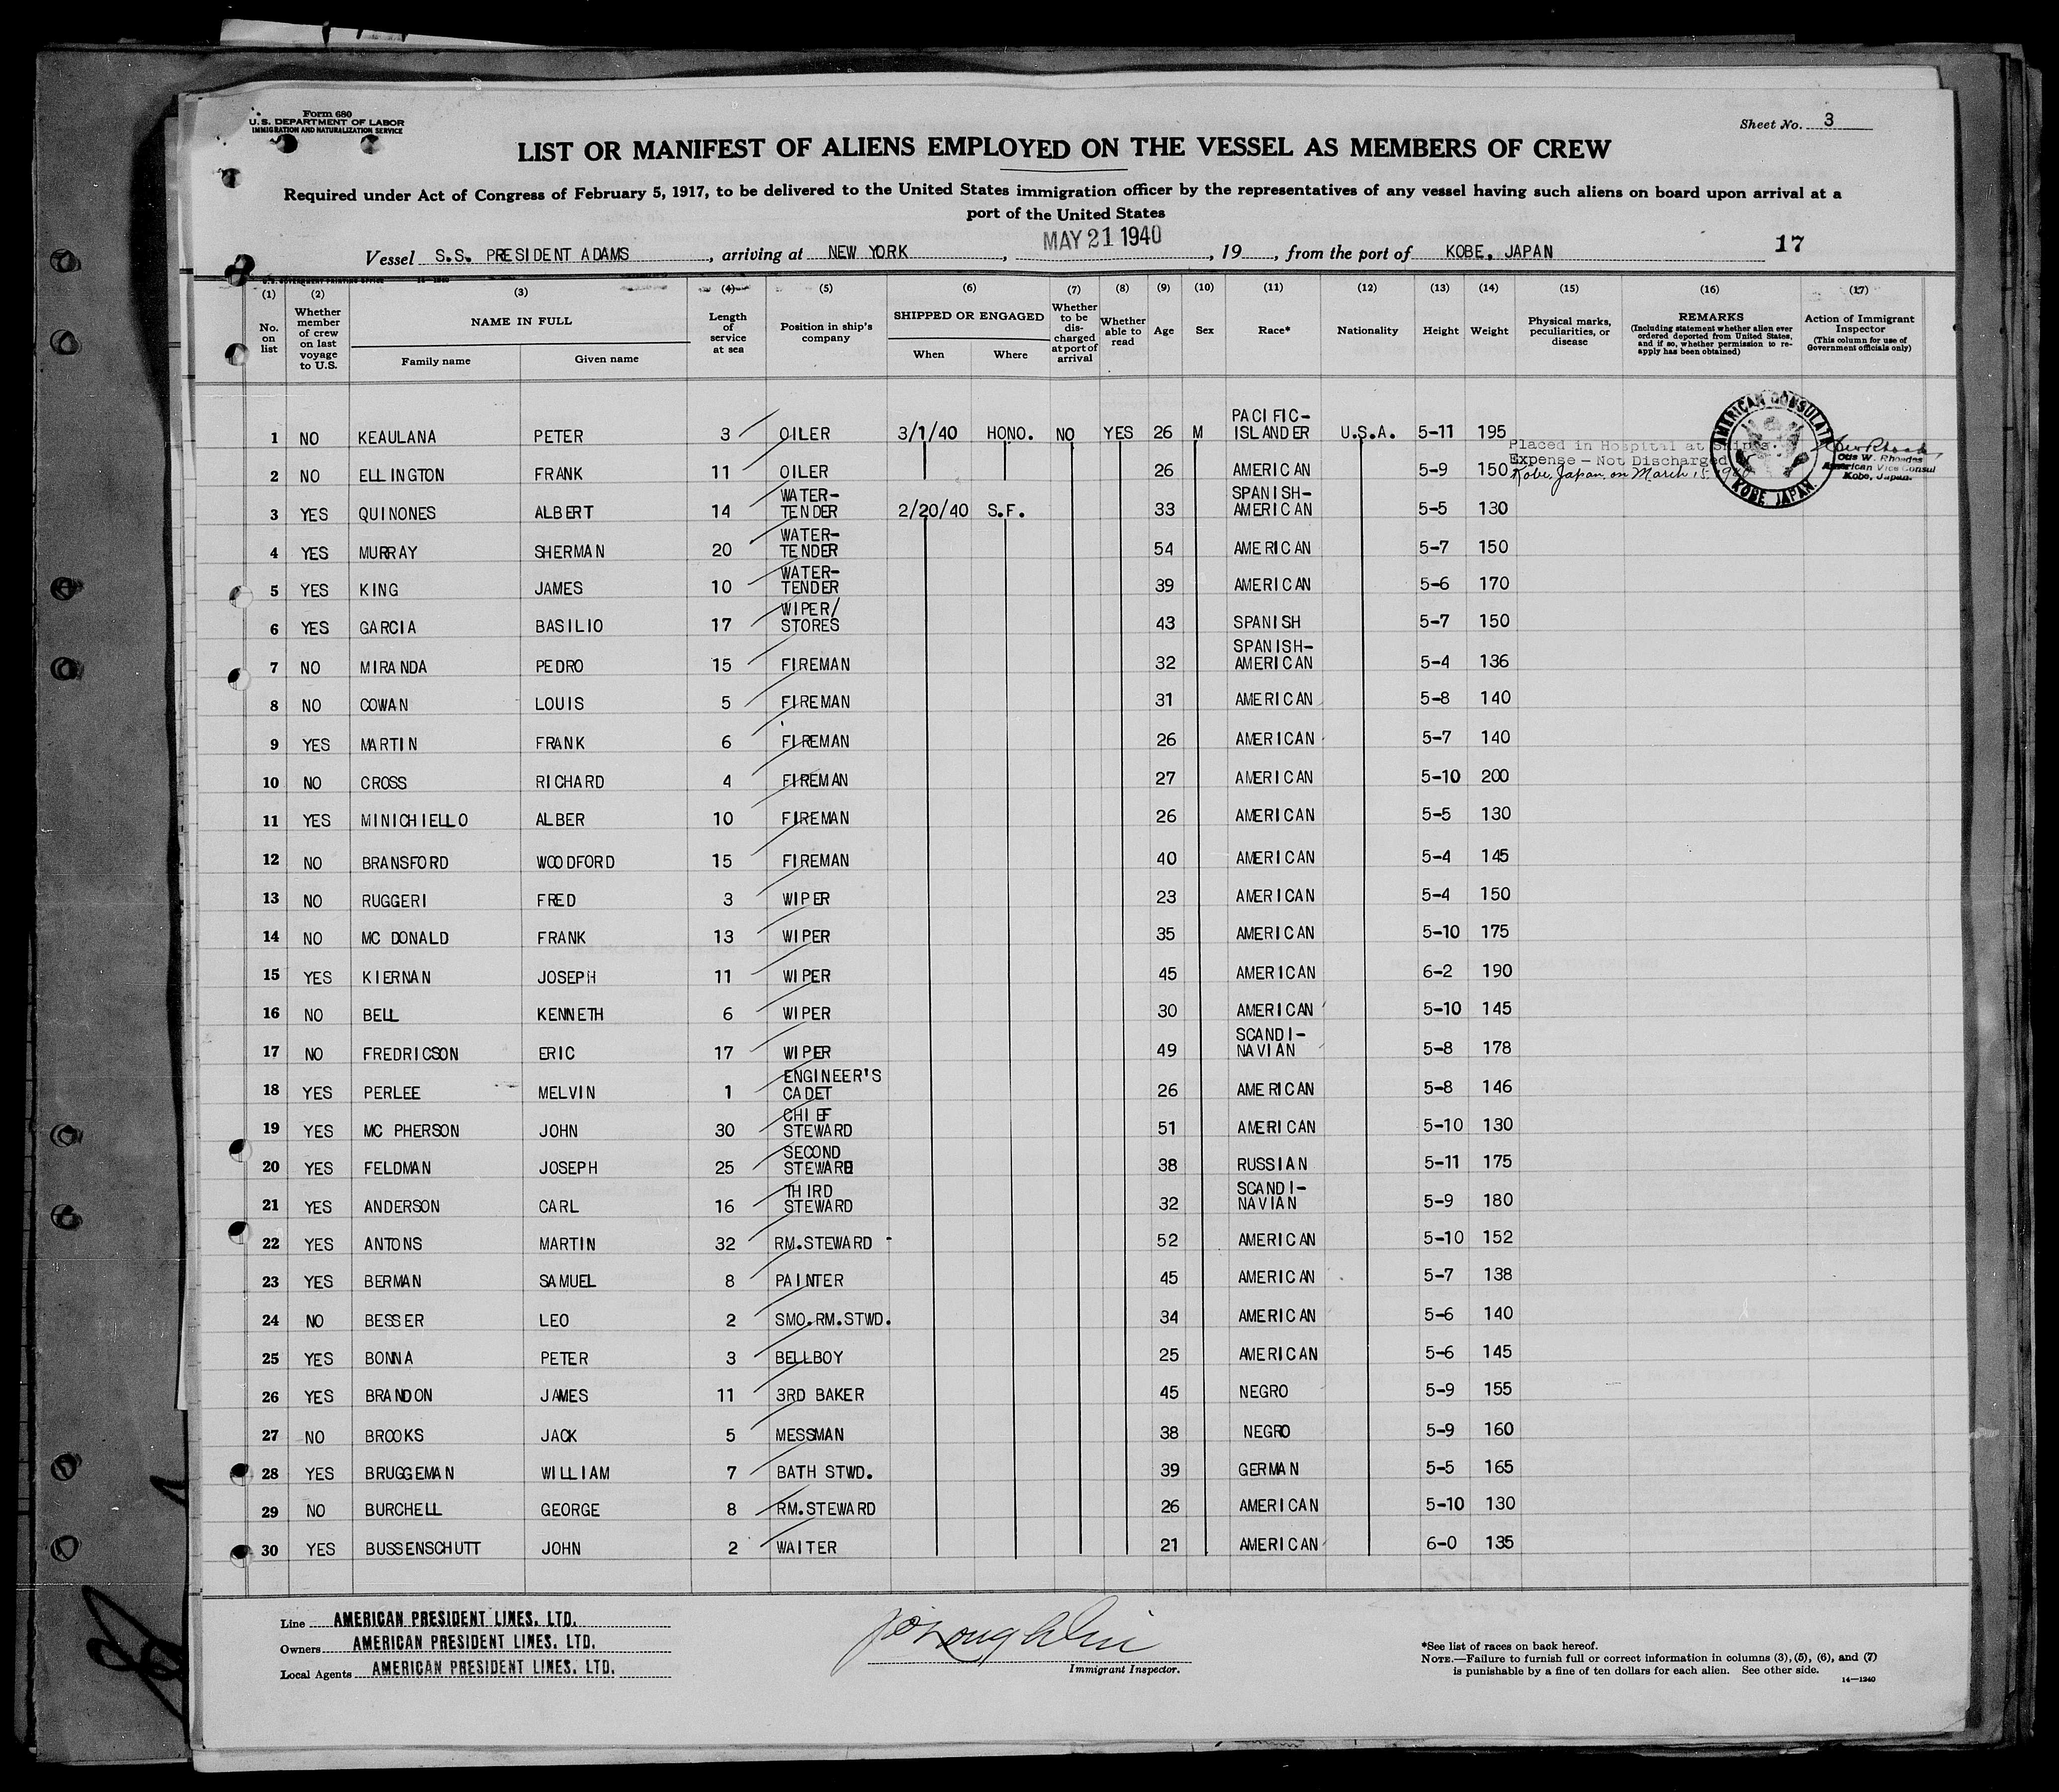 Form 680
U.S. DEPARTMENT OF LABOR
IMMIGRATION AND NATURALIZATION SERVICE
Sheet No. 3
LIST OR MANIFEST OF ALIENS EMPLOYED ON THE VESSEL AS MEMBERS OF CREW
Required under Act of Congress of February 5, 1917, to be delivered to the United States immigration officer by the representatives of any vessel having such aliens on board upon arrival at a
port of the United States
Vessel S.S. PRESIDENT ADAMS, arriving at NEW YORK, MAY 21 1940, 19, from the port of KOBE, JAPAN 17
U.S. GOVERNMENT PRINTING OFFICE
(1) (2) (3) (4) (5) (6) (7) (8) (9) (10) (11) (12) (13) (14) (15) (16) (17)
No. on list
Whether member of crew on last voyage to U.S.
NAME IN FULL
Family name
Given name
Length of service at sea
Position in ship's company
SHIPPED OR ENGAGED
When
Where
Whether to be discharged at port of arrival
Whether able to read
Age
Sex
Race*
Nationality
Height
Weight
Physical marks, peculiarities, or disease
REMARKS
(Including statement whether alien ever ordered deported from United States, and if so, whether permission to reapply has been obtained)
Action of Immigrant Inspector
(This column for use of Government officials only)
1 NO KEAULANA PETER 3 OILER 3/1/40 HONO. NO YES 26 M PACIFIC-ISLANDER U.S.A. 5-11 195
2 NO ELLINGTON FRANK 11 OILER 26 AMERICAN 5-9 150
Placed in Hospital at Ship's
Expense - Not Discharged
Kobe, Japan on March 15
AMERICAN CONSULATE
KOBE, JAPAN.
Otis W. Rhoades
American Vice Consul
Kobe, Japan.
3 YES QUINONES ALBERT 14 WATER-TENDER 2/20/40 S.F. 33 SPANISH-AMERICAN 5-5 130
4 YES MURRAY SHERMAN 20 WATER-TENDER 54 AMERICAN 5-7 150
5 YES KING JAMES 10 WATER-TENDER 39 AMERICAN 5-6 170
6 YES GARCIA BASILIO 17 WIPER/STORES 43 SPANISH 5-7 150
7 NO MIRANDA PEDRO 15 FIREMAN 32 SPANISH-AMERICAN 5-4 136
8 NO COWAN LOUIS 5 FIREMAN 31 AMERICAN 5-8 140
9 YES MARTIN FRANK 6 FIREMAN 26 AMERICAN 5-7 140
10 NO CROSS RICHARD 4 FIREMAN 27 AMERICAN 5-10 200
11 YES MINICHIELLO ALBER 10 FIREMAN 26 AMERICAN 5-5 130
12 NO BRANSFORD WOODFORD 15 FIREMAN 40 AMERICAN 5-4 145
13 NO RUGGERI FRED 3 WIPER 23 AMERICAN 5-4 150
14 NO MC DONALD FRANK 13 WIPER 35 AMERICAN 5-10 175
15 YES KIERNAN JOSEPH 11 WIPER 45 AMERICAN 6-2 190
16 NO BELL KENNETH 6 WIPER 30 AMERICAN 5-10 145
17 NO FREDRICSON ERIC 17 WIPER 49 SCANDI-NAVIAN 5-8 178
18 YES PERLEE MELVIN 1 ENGINEER'S CADET 26 AMERICAN 5-8 146
19 YES MC PHERSON JOHN 30 CHIEF STEWARD 51 AMERICAN 5-10 130
20 YES FELDMAN JOSEPH 25 SECOND STEWARD 38 RUSSIAN 5-11 175
21 YES ANDERSON CARL 16 THIRD STEWARD 32 SCANDI-NAVIAN 5-9 180
22 YES ANTONS MARTIN 32 RM.STEWARD 52 AMERICAN 5-10 152
23 YES BERMAN SAMUEL 8 PAINTER 45 AMERICAN 5-7 138
24 NO BESSER LEO 2 SMO.RM.STWD. 34 AMERICAN 5-6 140
25 YES BONNA PETER 3 BELLBOY 25 AMERICAN 5-6 145
26 YES BRANDON JAMES 11 3RD BAKER 45 NEGRO 5-9 155
27 NO BROOKS JACK 5 MESSMAN 38 NEGRO 5-9 160
28 YES BRUGGEMAN WILLIAM 7 BATH STWD. 39 GERMAN 5-5 165
29 NO BURCHELL GEORGE 8 RM.STEWARD 26 AMERICAN 5-10 130
30 YES BUSSENSCHUTT JOHN 2 WAITER 21 AMERICAN 6-0 135
Line AMERICAN PRESIDENT LINES, LTD.
Owners AMERICAN PRESIDENT LINES, LTD.
Local Agents AMERICAN PRESIDENT LINES, LTD.
Immigrant Inspector.
*See list of races on back hereof.
NOTE.—Failure to furnish full or correct information in columns (3), (5), (6), and (7)
is punishable by a fine of ten dollars for each alien. See other side.
14—1240